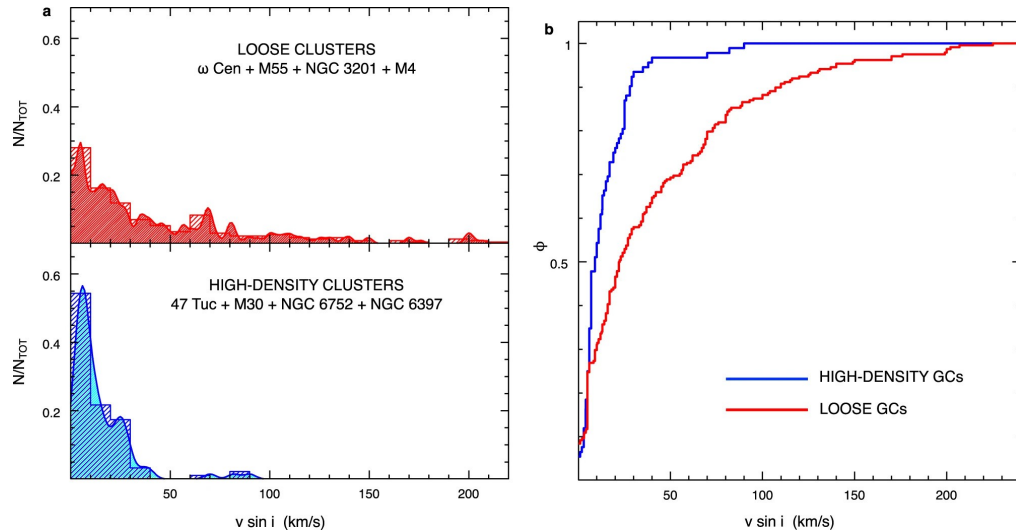 a
LOOSE CLUSTERS
ω Cen + M55 + NGC 3201 + M4
N/NTOT
0.6
0.4
0.2
HIGH-DENSITY CLUSTERS
47 Tuc + M30 + NGC 6752 + NGC 6397
N/NTOT
0.6
0.4
0.2
50
100
150
200
v sin i (km/s)
b
1
0.5
ϕ
HIGH-DENSITY GCs
LOOSE GCs
50
100
150
200
v sin i (km/s)